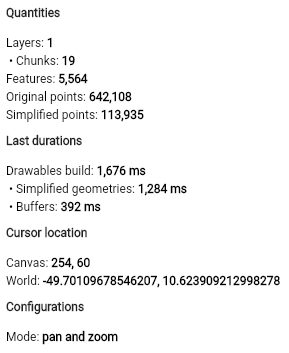 Quantities
Layers: 1
• Chunks: 19
Features: 5,564
Original points: 642,108
Simplified points: 113,935
Last durations
Drawables build: 1,676 ms
• Simplified geometries: 1,284 ms
• Buffers: 392 ms
Cursor location
Canvas: 254, 60
World: -49.70109678546207, 10.623909212998278
Configurations
Mode: pan and zoom